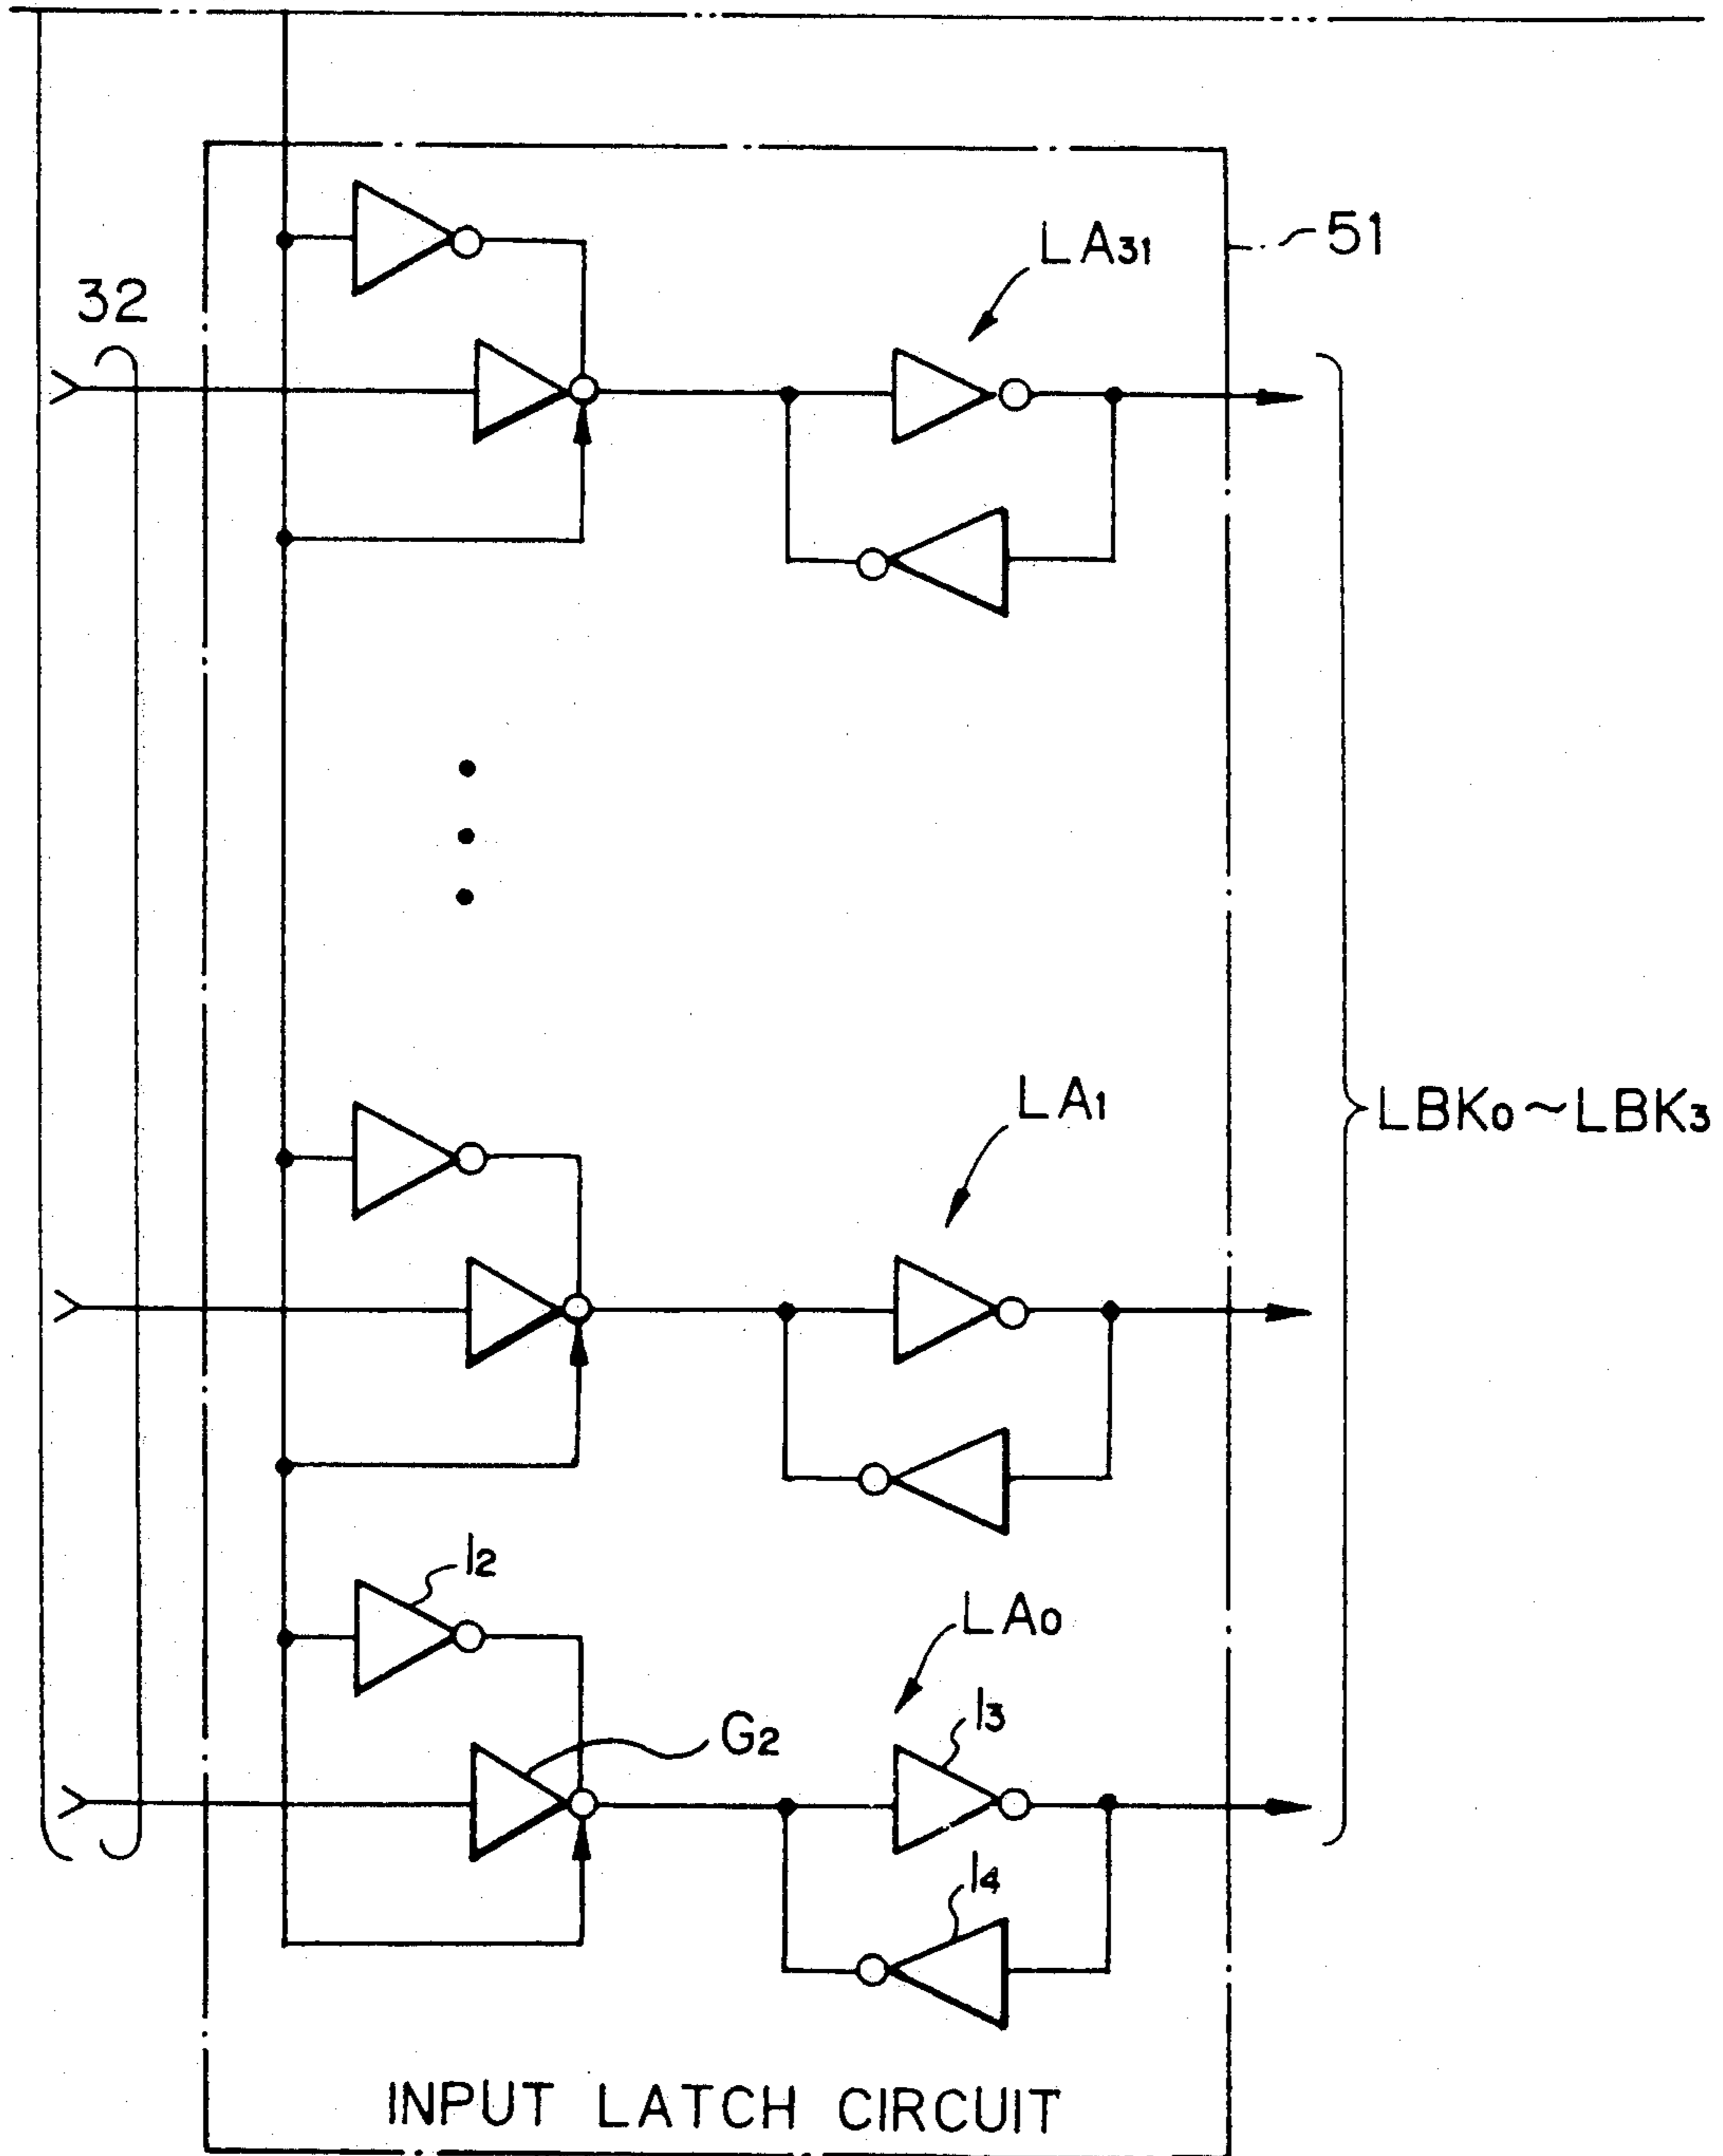 LA31
51
32
LA1
LBK0~LBK3
I2
LA0
I3
G2
I4
INPUT LATCH CIRCUIT